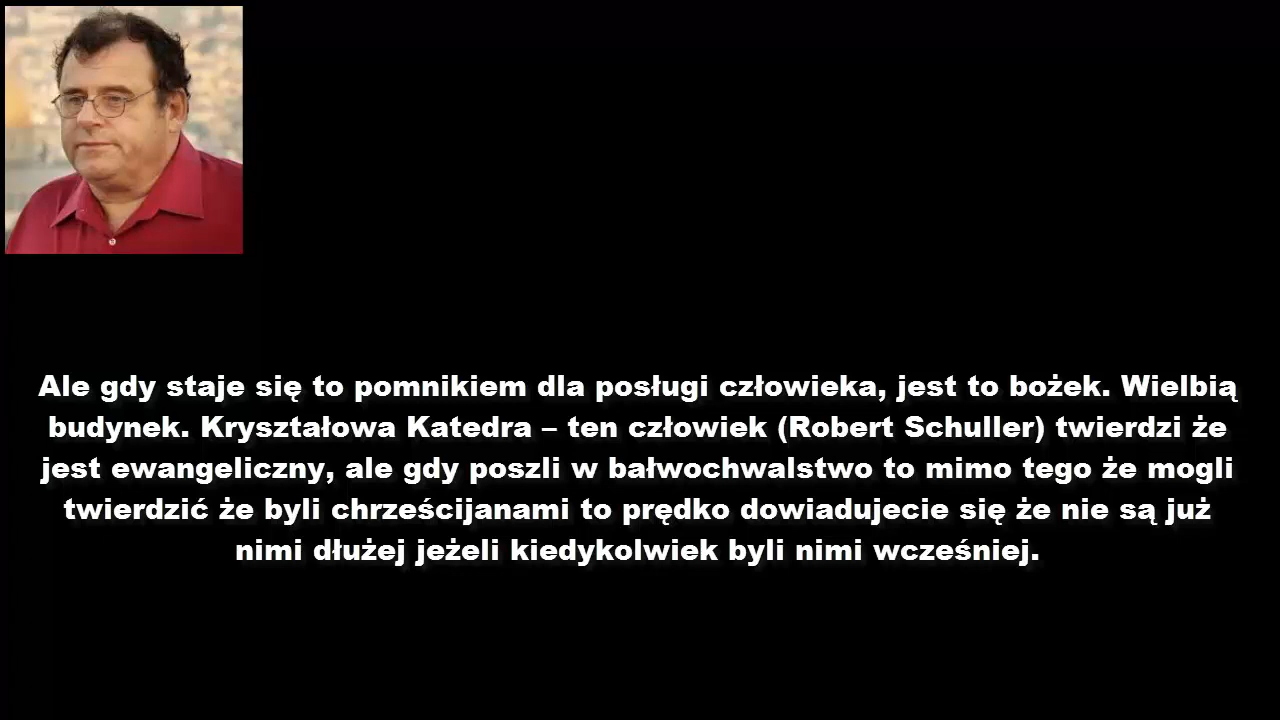 Ale gdy staje się to pomnikiem dla posługi człowieka, jest to bożek. Wielbią
budynek. Kryształowa Katedra – ten człowiek (Robert Schuller) twierdzi że
jest ewangeliczny, ale gdy poszli w bałwochwalstwo to mimo tego że mogli
twierdzić że byli chrześcijanami to prędko dowiadujecie się że nie są już
nimi dłużej jeżeli kiedykolwiek byli nimi wcześniej.